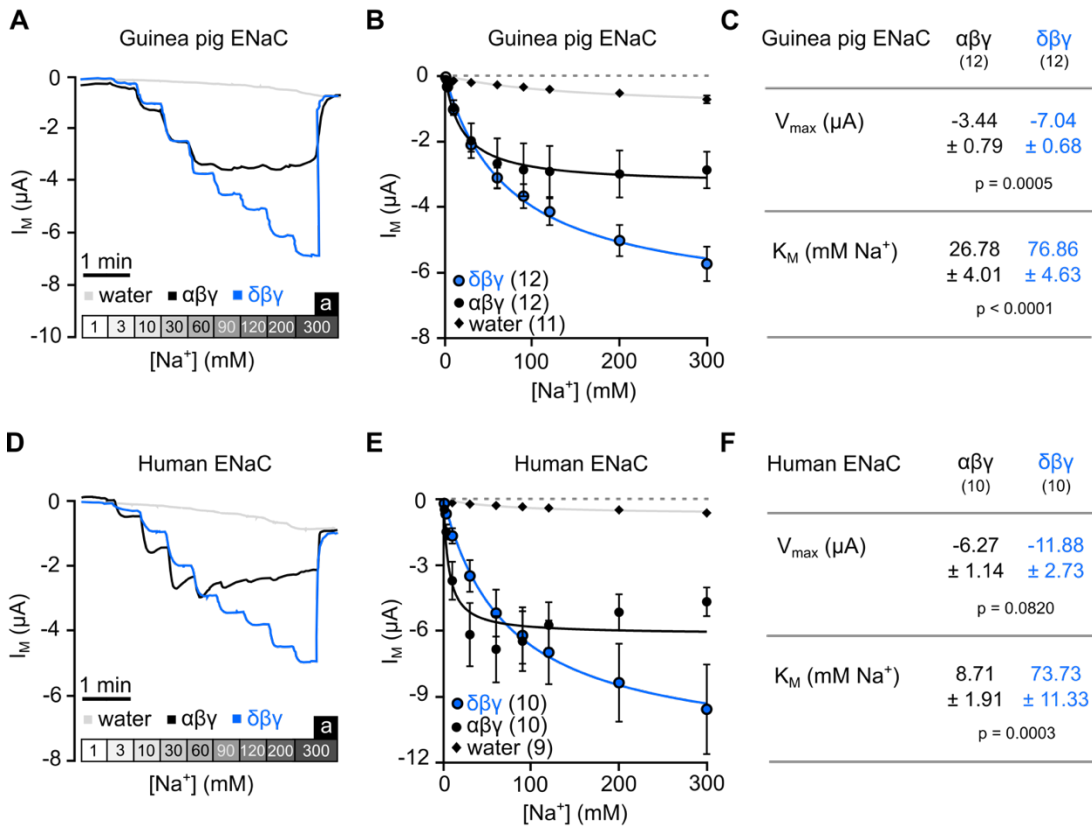 A
Guinea pig ENaC
0
-2
-4
-6
-8
-10
I_M (µA)
1 min
water αβγ δβγ
a
1 3 10 30 60 90 120 200 300
[Na⁺] (mM)
B
Guinea pig ENaC
0
-2
-4
-6
-8
I_M (µA)
δβγ (12)
αβγ (12)
water (11)
0 100 200 300
[Na⁺] (mM)
C
Guinea pig ENaC αβγ δβγ
(12) (12)
V_max (µA) -3.44 -7.04
± 0.79 ± 0.68
p = 0.0005
K_M (mM Na⁺) 26.78 76.86
± 4.01 ± 4.63
p < 0.0001
D
Human ENaC
0
-2
-4
-6
-8
I_M (µA)
1 min
water αβγ δβγ
a
1 3 10 30 60 90 120 200 300
[Na⁺] (mM)
E
Human ENaC
0
-3
-6
-9
-12
I_M (µA)
δβγ (10)
αβγ (10)
water (9)
0 100 200 300
[Na⁺] (mM)
F
Human ENaC αβγ δβγ
(10) (10)
V_max (µA) -6.27 -11.88
± 1.14 ± 2.73
p = 0.0820
K_M (mM Na⁺) 8.71 73.73
± 1.91 ± 11.33
p = 0.0003